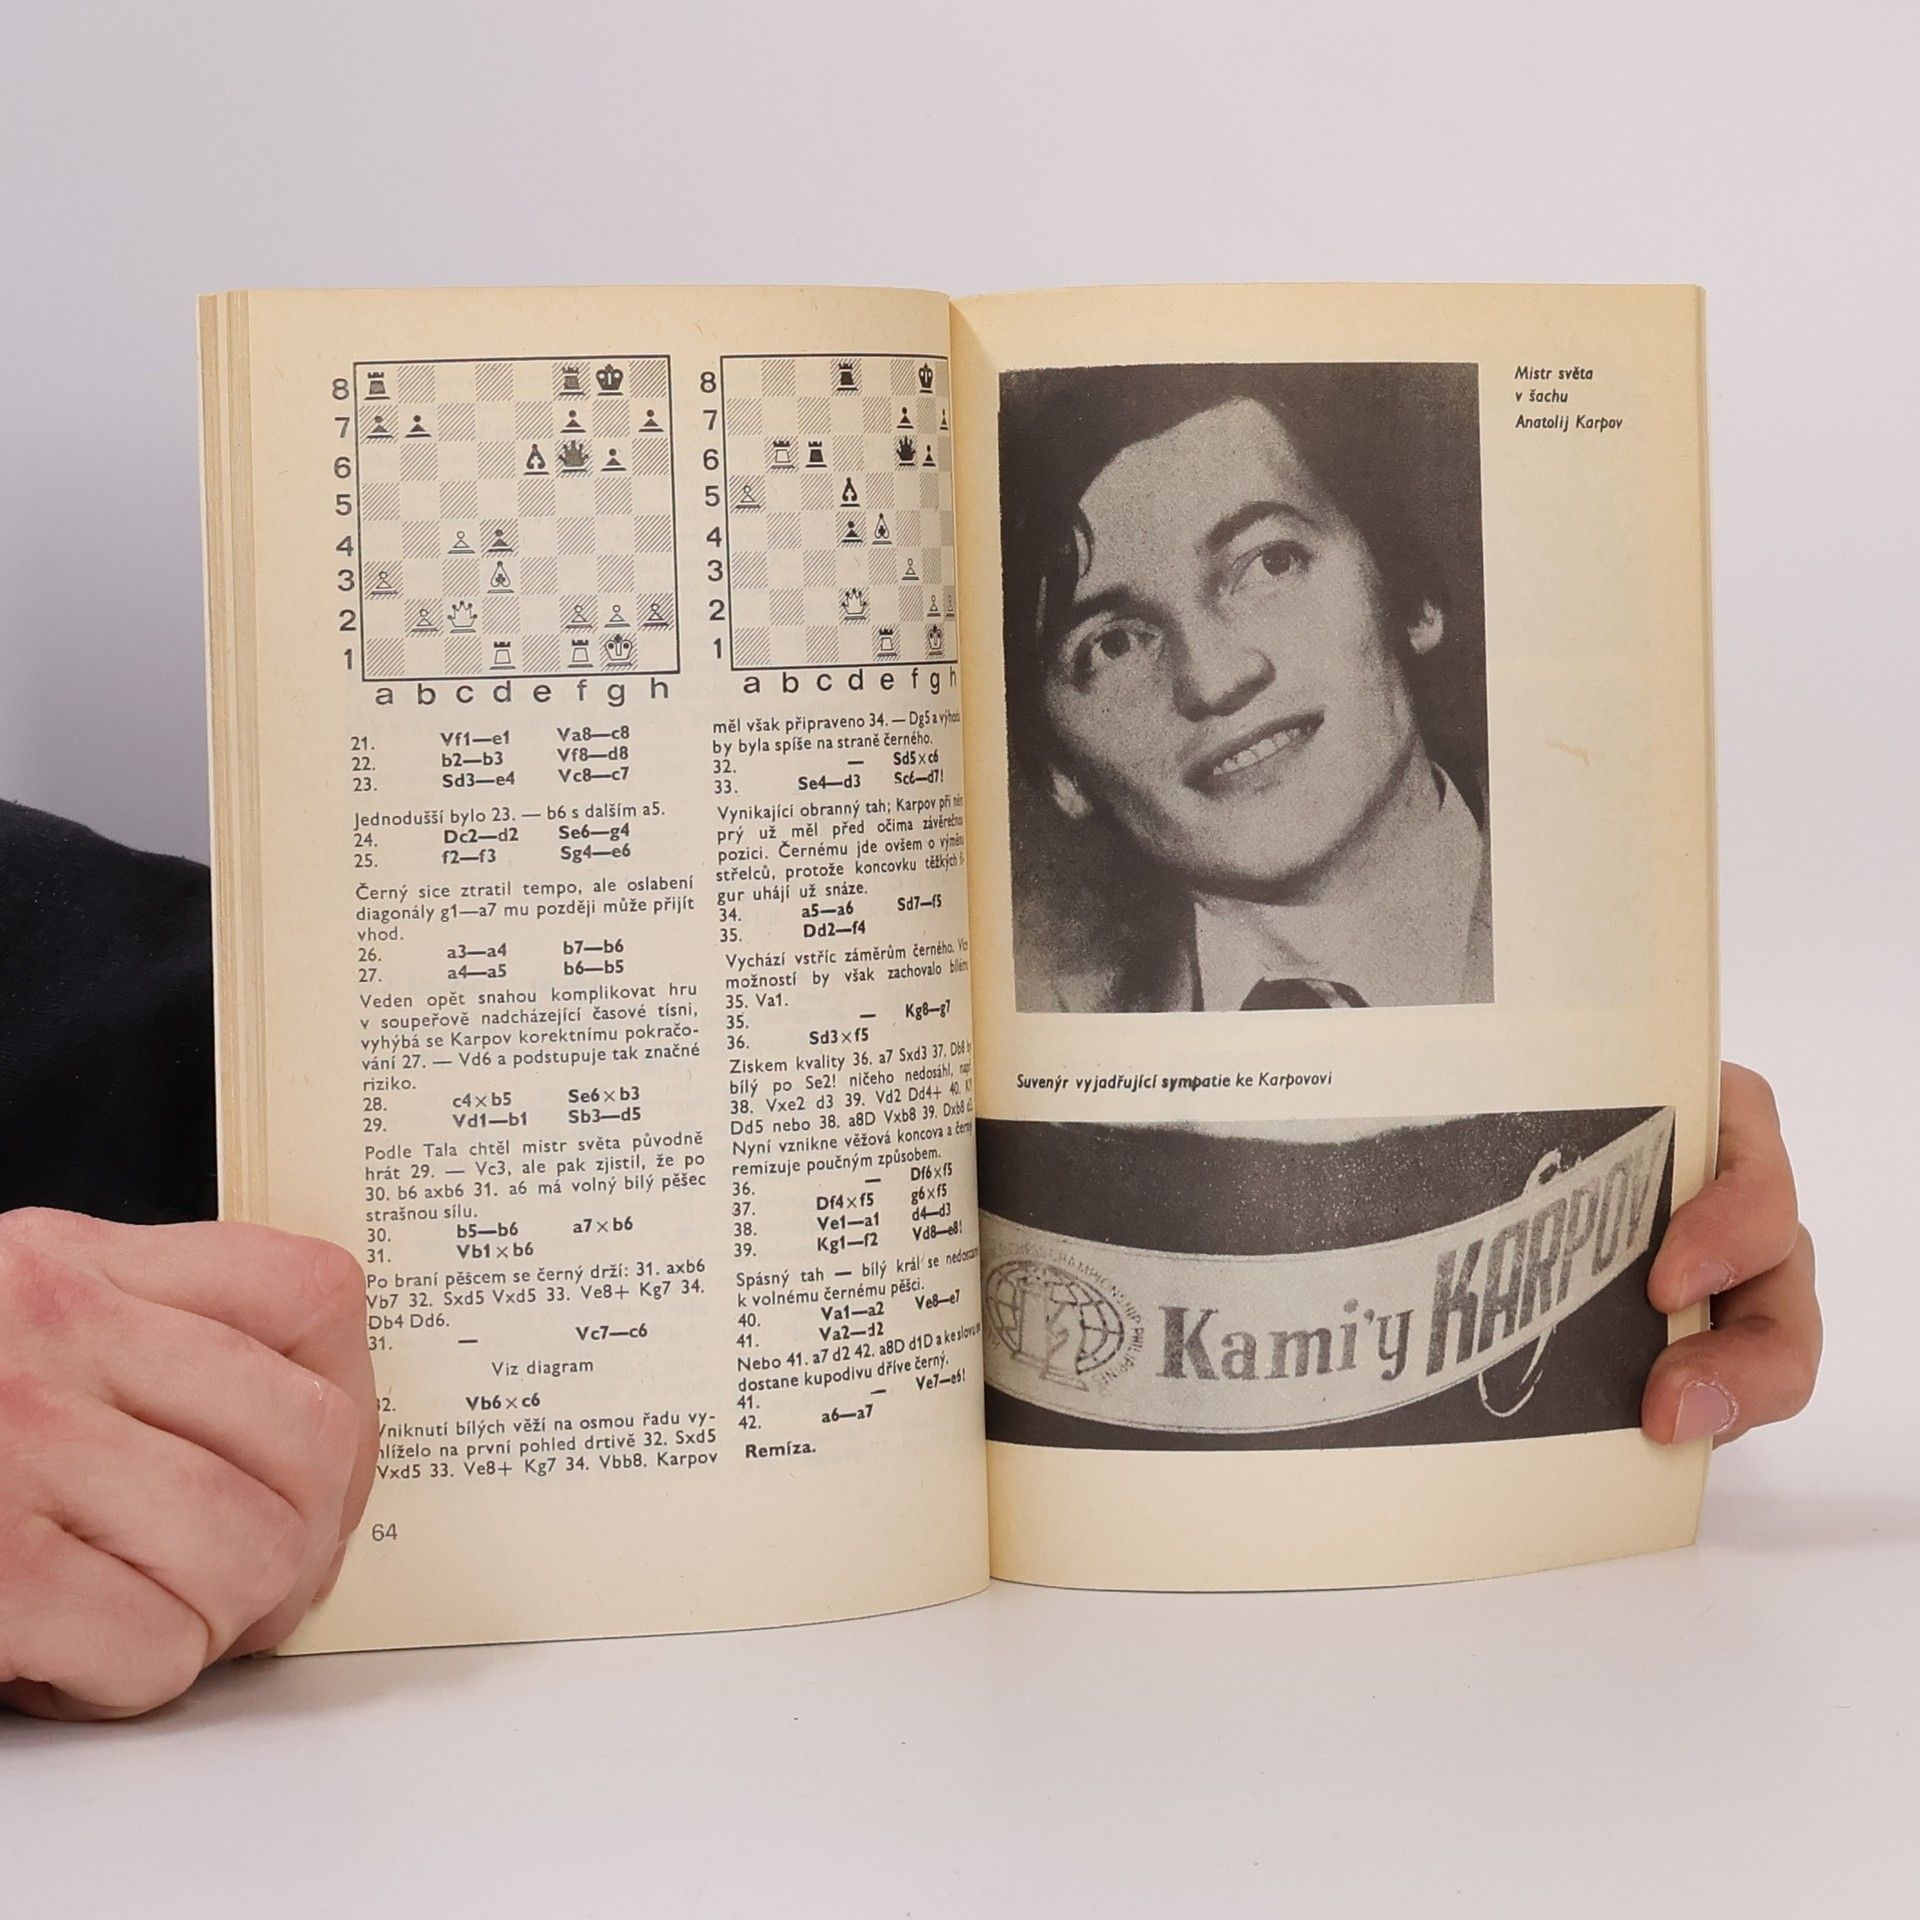 8
7
6
5
4
3
2
1
a b c d e f g h
21. Vf1—e1 Va8—c8
22. b2—b3 Vf8—d8
23. Sd3—e4 Vc8—c7
Jednodušší bylo 23. — b6 s dalším a5.
24. Dc2—d2 Se6—g4
25. f2—f3 Sg4—e6
Černý sice ztratil tempo, ale oslabení
diagonály g1—a7 mu později může přijít
vhod.
26. a3—a4 b7—b6
27. a4—a5 b6—b5
Veden opět snahou komplikovat hru
v soupeřově nadcházející časové tísni,
vyhýbá se Karpov korektnímu pokračo-
vání 27. — Vd6 a podstupuje tak značné
riziko.
28. c4×b5 Se6×b3
29. Vd1—b1 Sb3—d5
Podle Tala chtěl mistr světa původně
hrát 29. — Vc3, ale pak zjistil, že po
30. b6 axb6 31. a6 má volný bílý pěšec
strašnou sílu.
30. b5—b6 a7×b6
31. Vb1×b6
Po braní pěšcem se černý drží: 31. axb6
Vb7 32. Sxd5 Vxd5 33. Ve8+ Kg7 34.
Db4 Dd6.
31. — Vc7—c6
Viz diagram
32. Vb6×c6
Vniknutí bílých věží na osmou řadu vy-
hlíželo na první pohled drtivě 32. Sxd5
Vxd5 33. Ve8+ Kg7 34. Vbb8. Karpov
64
8
7
6
5
4
3
2
1
a b c d e f g h
měl však připraveno 34. — Dg5 a výhoda
by byla spíše na straně černého.
32. — Sd5×c6
33. Se4—d3 Sc6—d7!
Vynikající obranný tah; Karpov při něm
prý už měl před očima závěrečnou
pozici. Černému jde ovšem o výměnu
střelců, protože koncovku těžkých fi-
gur uhájí už snáze.
34. a5—a6 Sd7—f5
35. Dd2—f4
Vychází vstříc záměrům černého. Více
možností by však zachovalo bílému
35. Va1.
35. — Kg8—g7
36. Sd3×f5
Ziskem kvality 36. a7 Sxd3 37. Db8 by
bílý po Se2! ničeho nedosáhl, např.
38. Vxe2 d3 39. Vd2 Dd4+ 40.
Dd5 nebo 38. a8D Vxb8 39. Dxb8 d3.
Nyní vznikne věžová koncova a černý
remizuje poučným způsobem.
36. — Df6×f5
37. Df4×f5 g6×f5
38. Ve1—a1 d4—d3
39. Kg1—f2 Vd8—e8!
Spásný tah — bílý král se nedostane
k volnému černému pěšci.
40. Va1—a2 Ve8—e7
41. Va2—d2
Nebo 41. a7 d2 42. a8D d1D a ke slovu se
dostane kupodivu dříve černý.
41. — Ve7—e6!
42. a6—a7
Remíza.
Mistr světa
v šachu
Anatolij Karpov
Suvenýr vyjadřující sympatie ke Karpovovi
CHAMPIONSHIP PHILIPPINES
Kami'y KARPOV